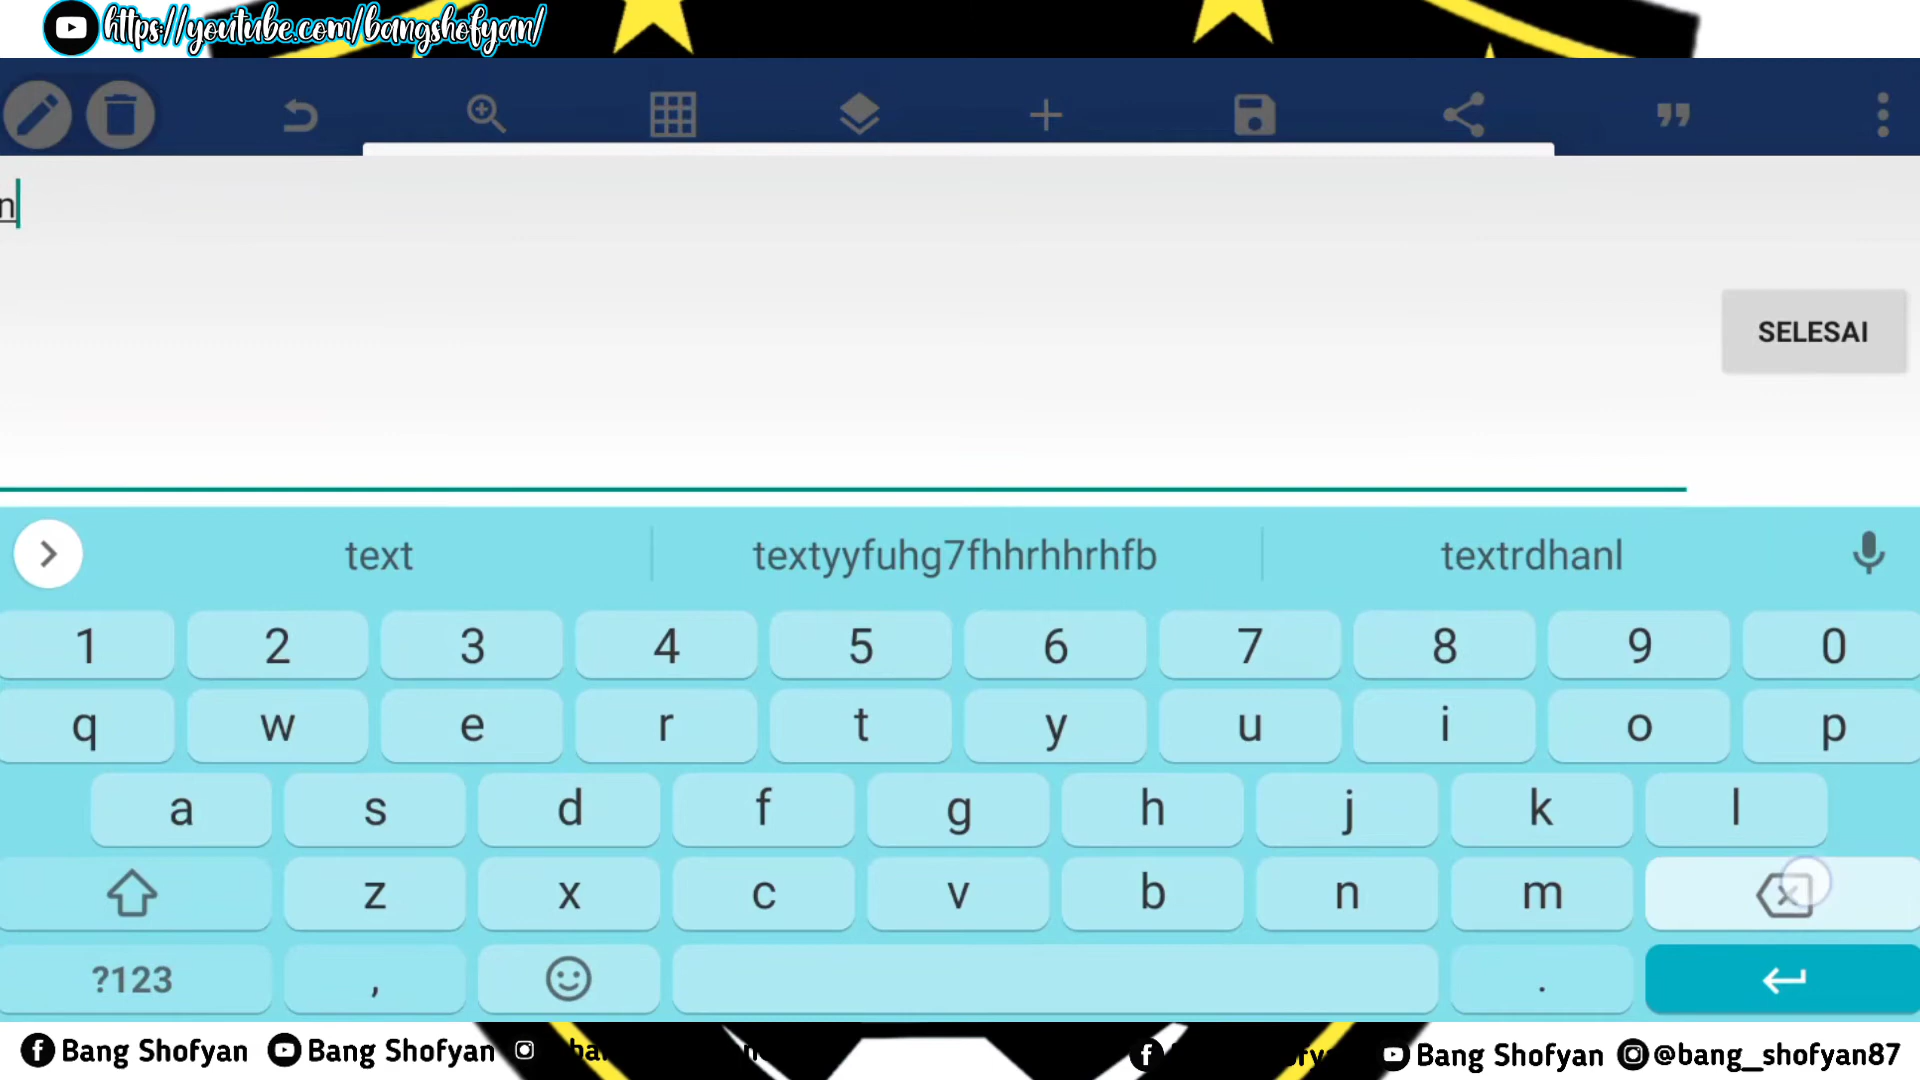 https://youtube.com/bangshofyan/
n
SELESAI
text textyyfuhg7fhhrhhrhfb textrdhanl
1 2 3 4 5 6 7 8 9 0
q w e r t y u i o p
a s d f g h j k l
z x c v b n m
?123 , .
Bang Shofyan Bang Shofyan Bang Shofyan @bang__shofyan87